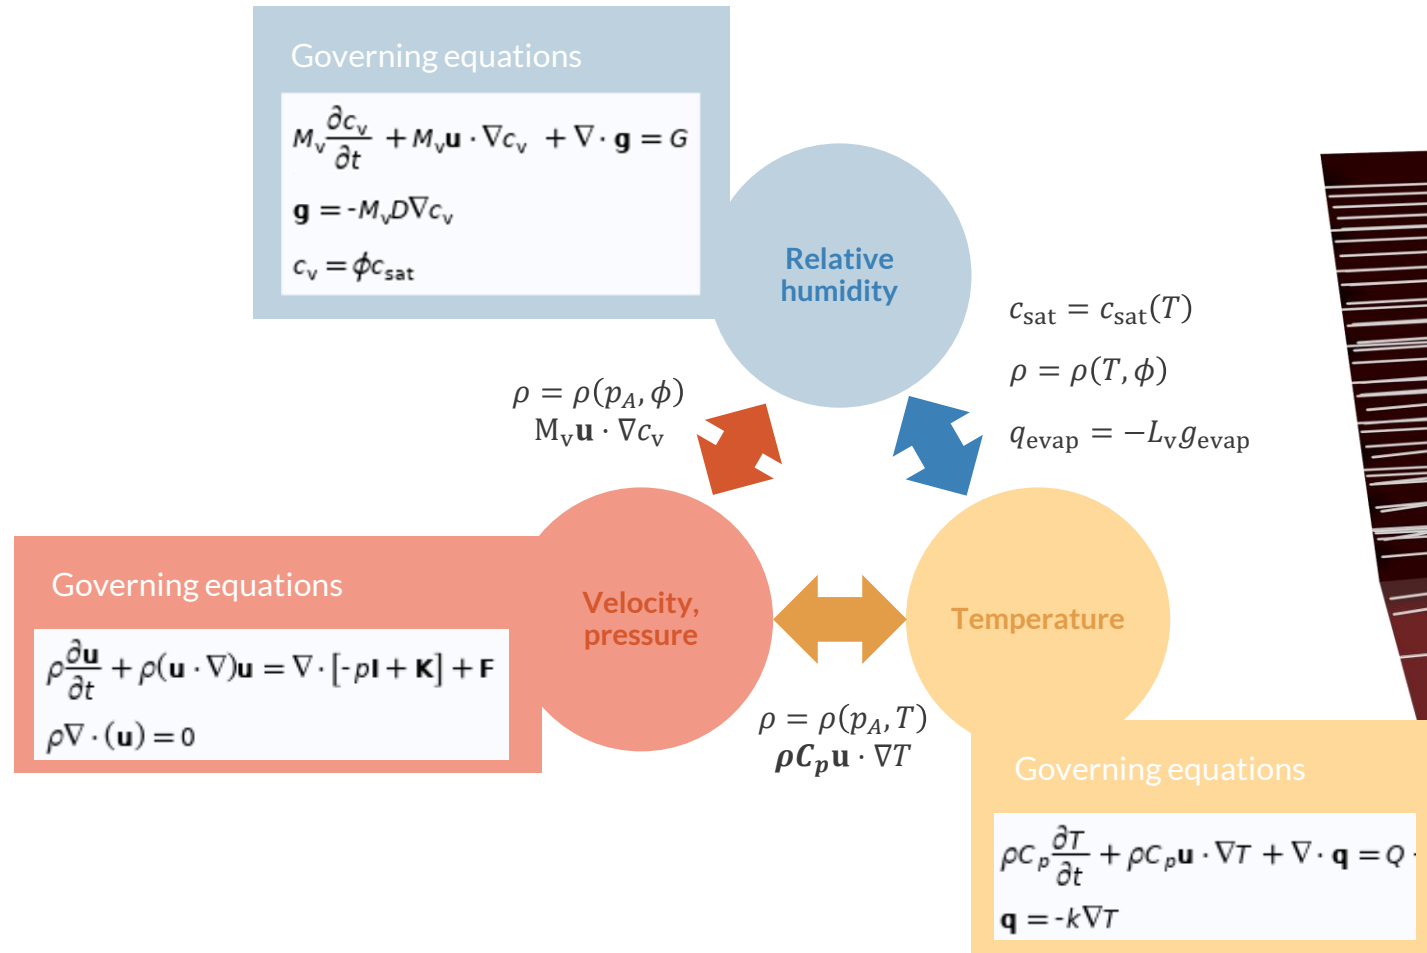 Governing equations
M_v ∂c_v/∂t + M_v **u** · ∇c_v + ∇ · **g** = G
**g** = -M_v D∇c_v
c_v = ϕc_sat
Relative
humidity
c_sat = c_sat(T)
ρ = ρ(T, ϕ)
q_evap = −L_v g_evap
ρ = ρ(p_A, ϕ)
M_v **u** · ∇c_v
Governing equations
ρ ∂**u**/∂t + ρ(**u** · ∇)**u** = ∇ · [-p**I** + **K**] + **F**
ρ∇ · (**u**) = 0
Velocity,
pressure
Temperature
ρ = ρ(p_A, T)
**ρC_p u** · ∇T
Governing equations
ρC_p ∂T/∂t + ρC_p **u** · ∇T + ∇ · **q** = Q
**q** = -k∇T